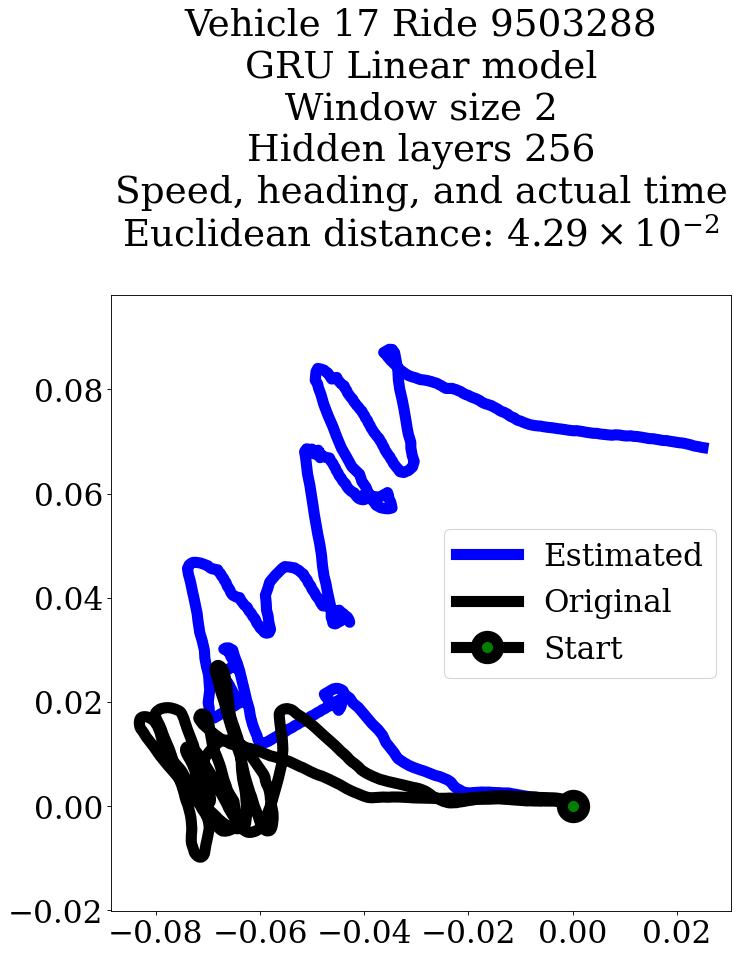 Vehicle 17 Ride 9503288
GRU Linear model
Window size 2
Hidden layers 256
Speed, heading, and actual time
Euclidean distance: 4.29 × 10⁻²
0.08
0.06
0.04
Estimated
Original
Start
0.02
0.00
−0.02
−0.08 −0.06 −0.04 −0.02 0.00 0.02